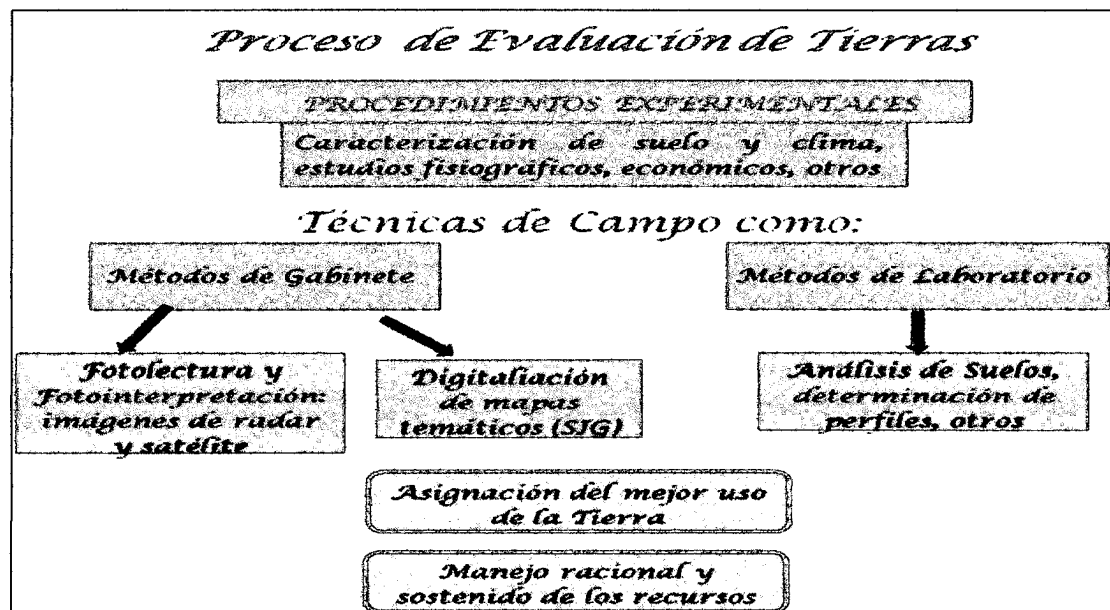 Proceso de Evaluación de Tierras
PROCEDIMIENTOS EXPERIMENTALES
Caracterización de suelo y clima,
estudios fisiográficos, económicos, otros
Técnicas de Campo como:
Métodos de Gabinete
Métodos de Laboratorio
Fotolectura y
Fotointerpretación:
imágenes de radar
y satélite
Digitaliación
de mapas
temáticos (SIG)
Análisis de Suelos,
determinación de
perfiles, otros
Asignación del mejor uso
de la Tierra
Manejo racional y
sostenido de los recursos